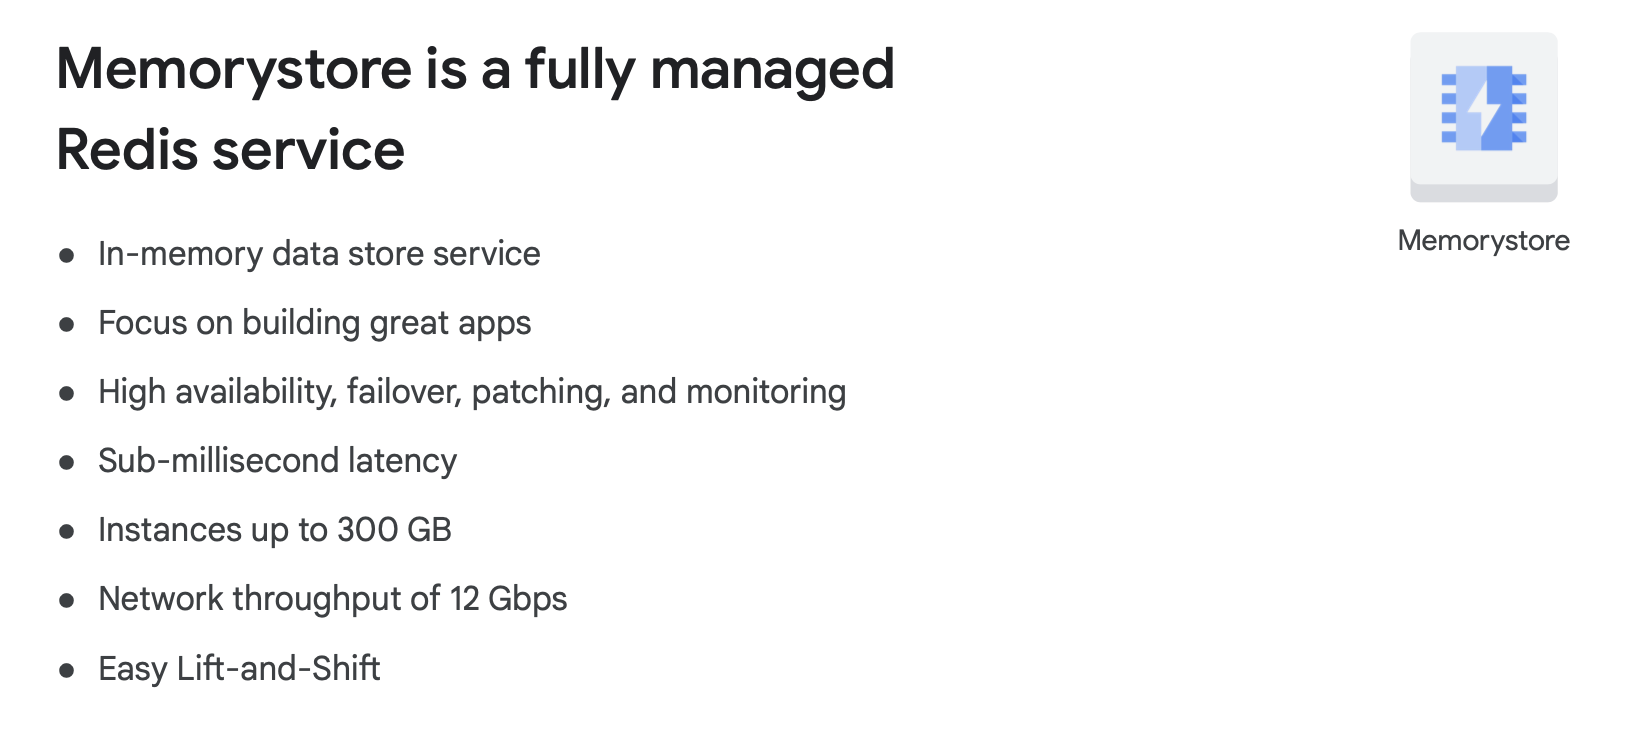 Memorystore is a fully managed
Redis service
● In-memory data store service
● Focus on building great apps
● High availability, failover, patching, and monitoring
● Sub-millisecond latency
● Instances up to 300 GB
● Network throughput of 12 Gbps
● Easy Lift-and-Shift
Memorystore